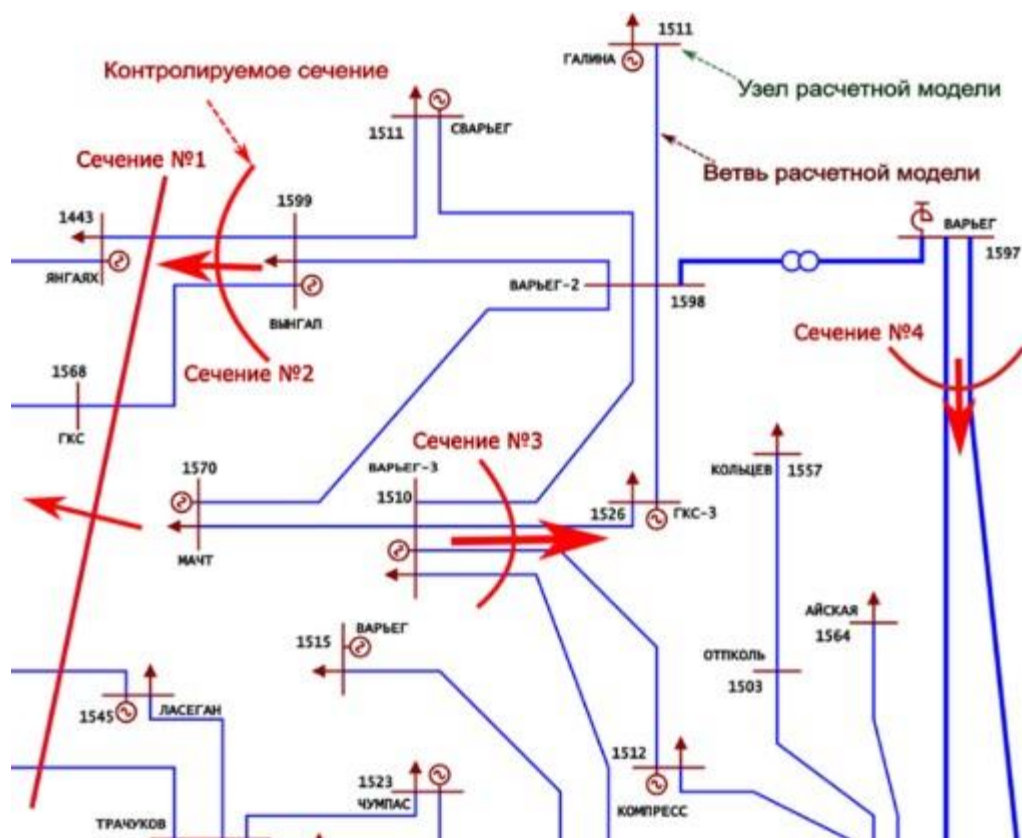 1511
ГАЛИНА
Контролируемое сечение
Узел расчетной модели
1511
СВАРЬЕГ
Сечение №1
Ветвь расчетной модели
1599
1443
ВАРЬЕГ
1597
ЯНГАЯХ
ВАРЬЕГ-2
1598
ВЫНГАП
Сечение №4
1568
Сечение №2
ГКС
Сечение №3
1570
ВАРЬЕГ-3
КОЛЬЦЕВ
1557
1510
1526
ГКС-3
МАЧТ
АЙСКАЯ
1564
ВАРЬЕГ
1515
ОТПКОЛЬ
1503
1545
ЛАСЕГАН
1512
1523
ЧУМПАС
КОМПРЕСС
ТРАЧУКОВ